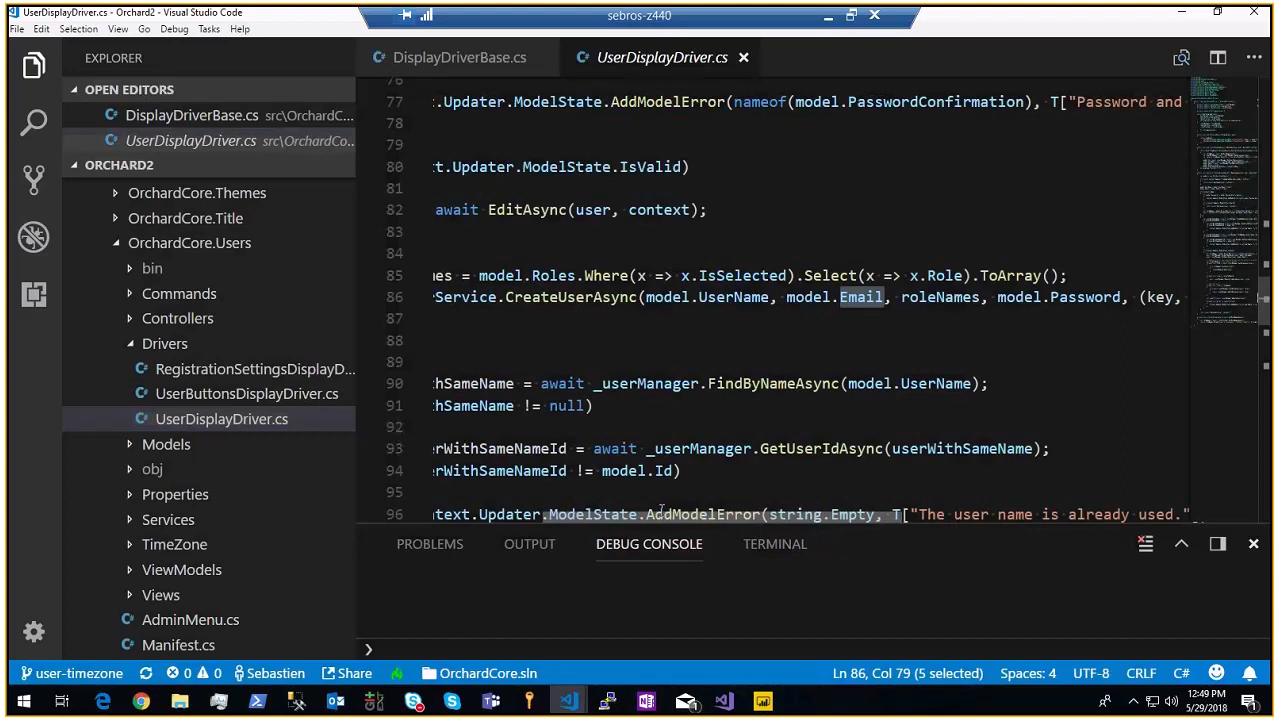 UserDisplayDriver.cs - Orchard2 - Visual Studio Code
sebros-z440
File Edit Selection View Go Debug Tasks Help
EXPLORER
OPEN EDITORS
DisplayDriverBase.cs src\OrchardC...
UserDisplayDriver.cs src\OrchardC...
ORCHARD2
OrchardCore.Themes
OrchardCore.Title
OrchardCore.Users
bin
Commands
Controllers
Drivers
RegistrationSettingsDisplayD...
UserButtonsDisplayDriver.cs
UserDisplayDriver.cs
Models
obj
Properties
Services
TimeZone
ViewModels
Views
AdminMenu.cs
Manifest.cs
DisplayDriverBase.cs
UserDisplayDriver.cs
76
77 t.Updater.ModelState.AddModelError(nameof(model.PasswordConfirmation), T["Password and
78
79
80 t.Updater.ModelState.IsValid)
81
82 await EditAsync(user, context);
83
84
85 es = model.Roles.Where(x => x.IsSelected).Select(x => x.Role).ToArray();
86 rService.CreateUserAsync(model.UserName, model.Email, roleNames, model.Password, (key,
87
88
89
90 thSameName = await _userManager.FindByNameAsync(model.UserName);
91 thSameName != null)
92
93 erWithSameNameId = await _userManager.GetUserIdAsync(userWithSameName);
94 erWithSameNameId != model.Id)
95
96 text.Updater.ModelState.AddModelError(string.Empty, T["The user name is already used."
PROBLEMS OUTPUT DEBUG CONSOLE TERMINAL
user-timezone 0 0 Sebastien Share OrchardCore.sln Ln 86, Col 79 (5 selected) Spaces: 4 UTF-8 CRLF C#
12:49 PM
5/29/2018